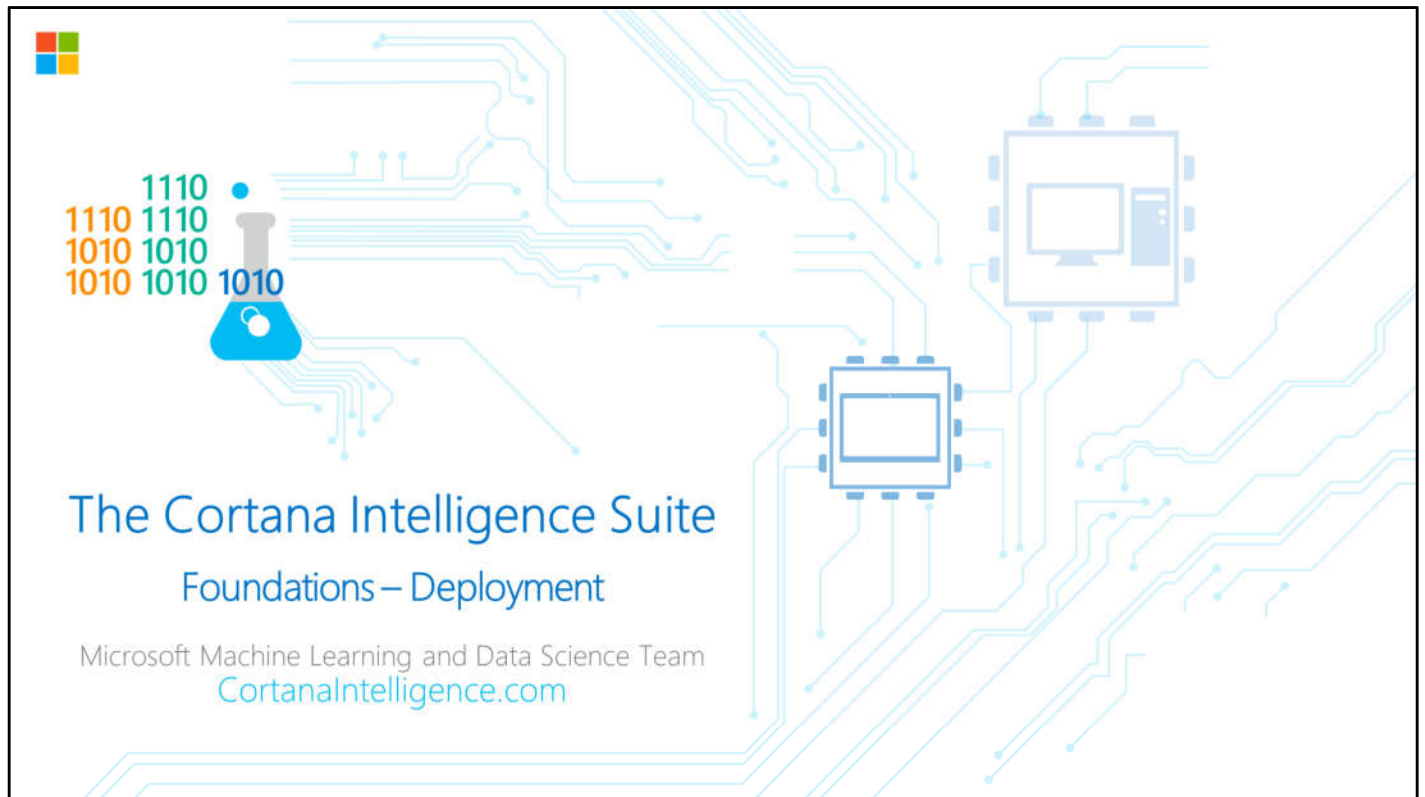 1110
1110 1110
1010 1010
1010 1010 1010
The Cortana Intelligence Suite
Foundations – Deployment
Microsoft Machine Learning and Data Science Team
CortanaIntelligence.com